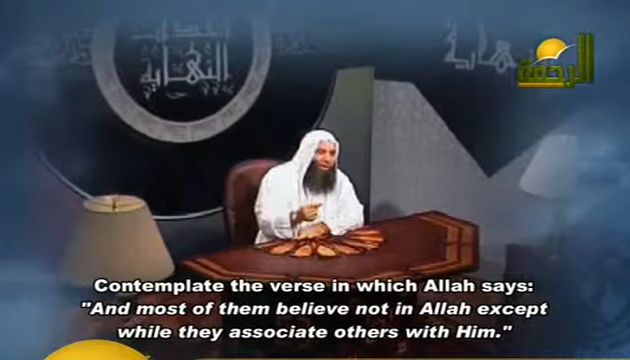 النهاية
الرحمة
النهاية
Contemplate the verse in which Allah says:
"And most of them believe not in Allah except
while they associate others with Him."